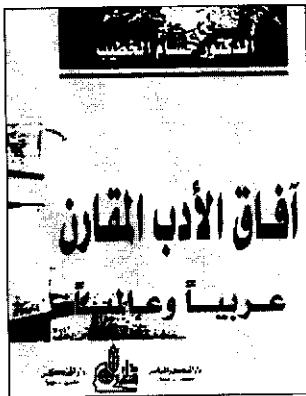 الدكتور حسام الخطيب
آفاق الأدب المقارن
عربياً وعالمياً